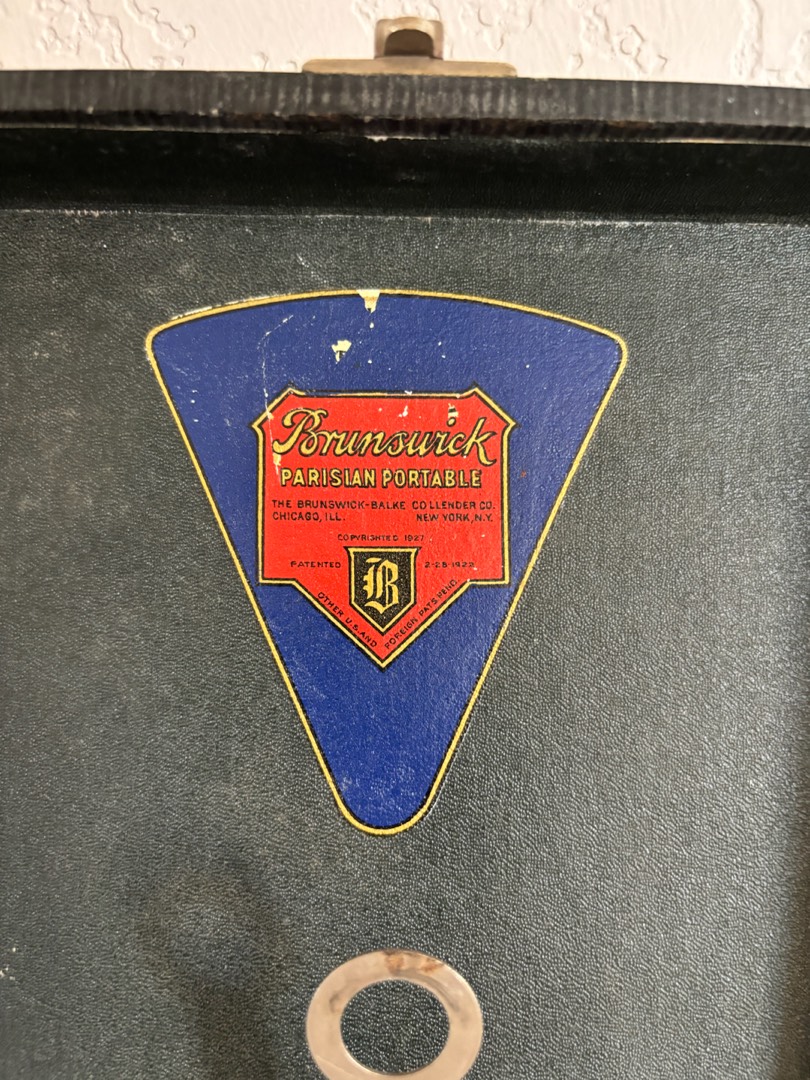 Brunswick
PARISIAN PORTABLE
THE BRUNSWICK-BALKE COLLENDER CO.
CHICAGO, ILL. NEW YORK, N.Y.
COPYRIGHTED 1927
PATENTED 2-28-1922
B
OTHER U.S. AND FOREIGN PATS. PEND.